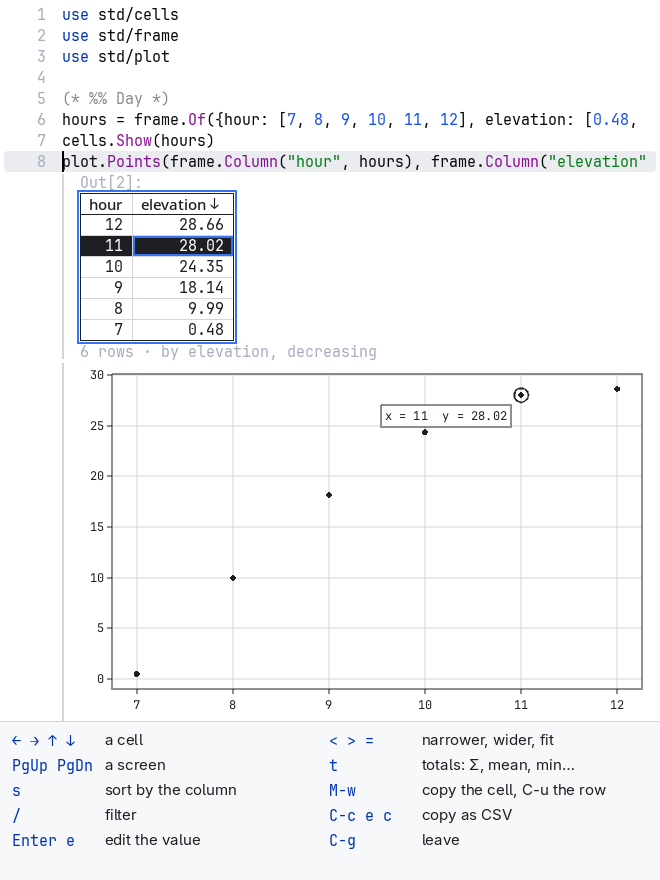 1 use std/cells
2 use std/frame
3 use std/plot
4
5 (* %% Day *)
6 hours = frame.Of({hour: [7, 8, 9, 10, 11, 12], elevation: [0.48,
7 cells.Show(hours)
8 plot.Points(frame.Column("hour", hours), frame.Column("elevation"
Out[2]:
hour elevation ↓
12 28.66
11 28.02
10 24.35
9 18.14
8 9.99
7 0.48
6 rows · by elevation, decreasing
30
25
20
15
10
5
0
x = 11 y = 28.02
7 8 9 10 11 12
← → ↑ ↓ a cell < > = narrower, wider, fit
PgUp PgDn a screen t totals: Σ, mean, min…
s sort by the column M-w copy the cell, C-u the row
/ filter C-c e c copy as CSV
Enter e edit the value C-g leave